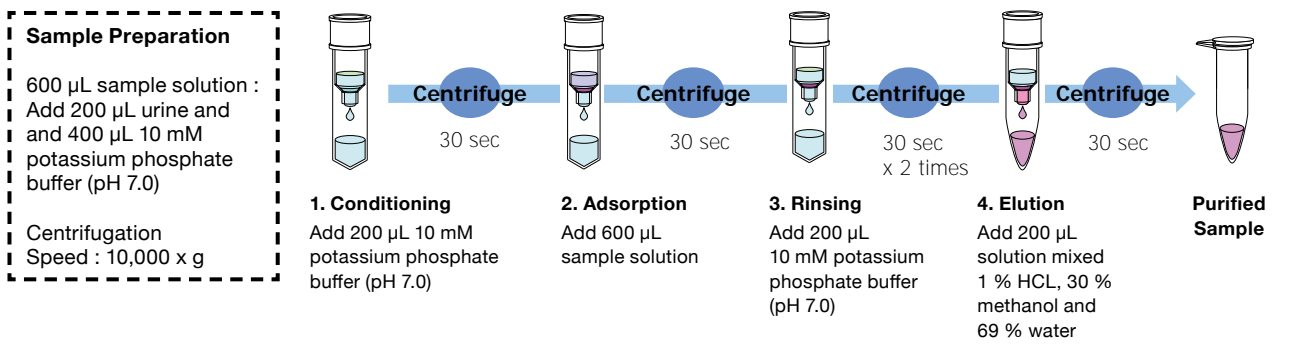 Sample Preparation
600 µL sample solution :
Add 200 µL urine and
and 400 µL 10 mM
potassium phosphate
buffer (pH 7.0)
Centrifugation
Speed : 10,000 x g
Centrifuge
30 sec
Centrifuge
30 sec
Centrifuge
30 sec
x 2 times
Centrifuge
30 sec
1. Conditioning
Add 200 µL 10 mM
potassium phosphate
buffer (pH 7.0)
2. Adsorption
Add 600 µL
sample solution
3. Rinsing
Add 200 µL
10 mM potassium
phosphate buffer
(pH 7.0)
4. Elution
Add 200 µL
solution mixed
1 % HCL, 30 %
methanol and
69 % water
Purified
Sample